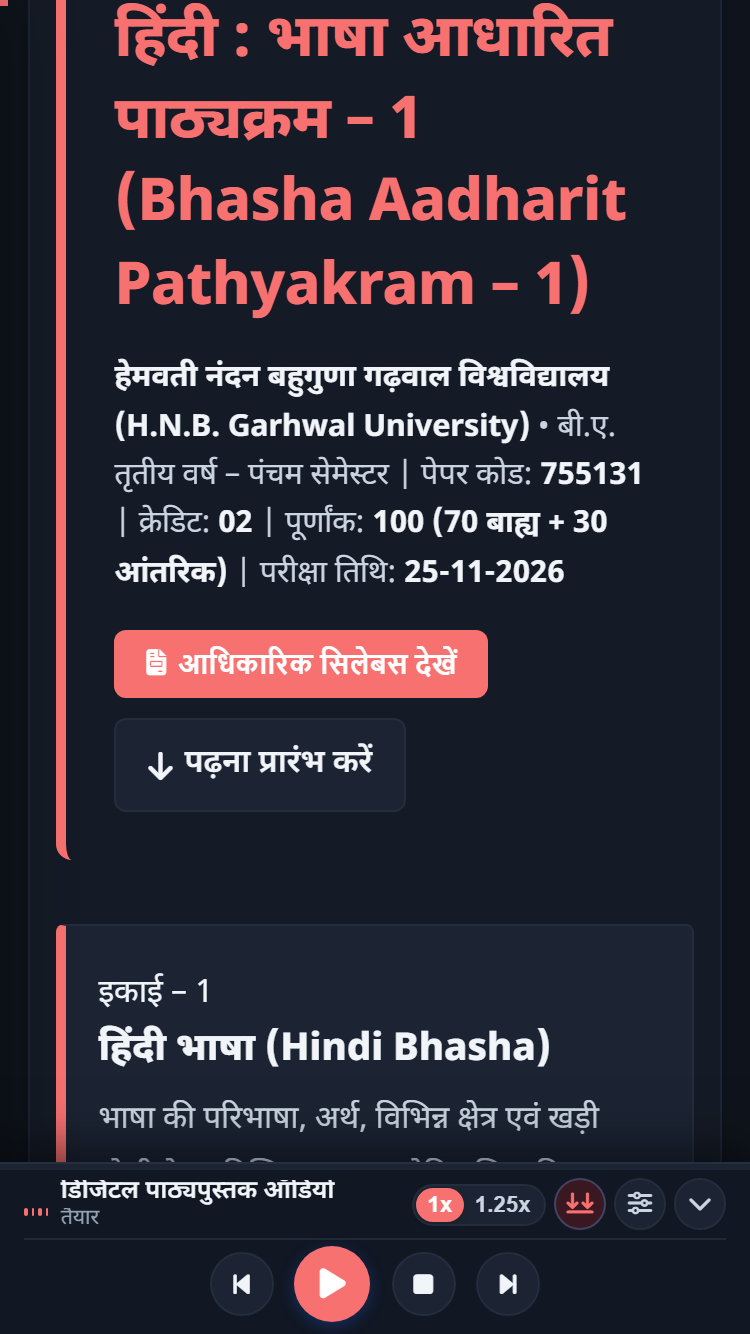 हिंदी : भाषा आधारित
पाठ्यक्रम – 1
(Bhasha Aadharit
Pathyakram – 1)
हेमवती नंदन बहुगुणा गढ़वाल विश्वविद्यालय
(H.N.B. Garhwal University) • बी.ए.
तृतीय वर्ष – पंचम सेमेस्टर | पेपर कोड: 755131
| क्रेडिट: 02 | पूर्णांक: 100 (70 बाह्य + 30
आंतरिक) | परीक्षा तिथि: 25-11-2026
आधिकारिक सिलेबस देखें
पढ़ना प्रारंभ करें
इकाई – 1
हिंदी भाषा (Hindi Bhasha)
भाषा की परिभाषा, अर्थ, विभिन्न क्षेत्र एवं खड़ी
डिजिटल पाठ्यपुस्तक ऑडियो
तैयार
1x 1.25x